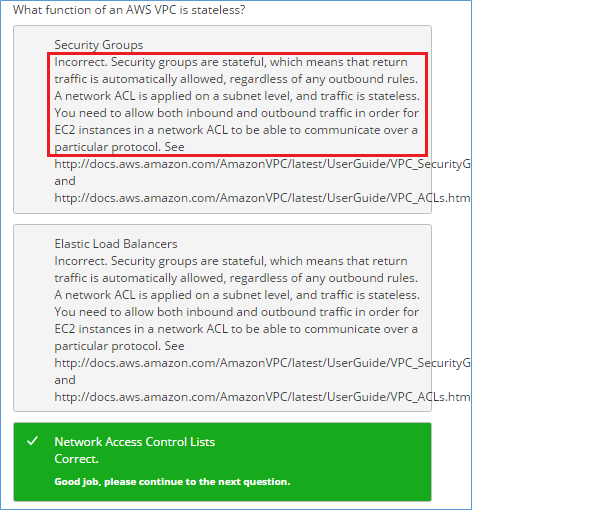 What function of an AWS VPC is stateless?
Security Groups
Incorrect. Security groups are stateful, which means that return
traffic is automatically allowed, regardless of any outbound rules.
A network ACL is applied on a subnet level, and traffic is stateless.
You need to allow both inbound and outbound traffic in order for
EC2 instances in a network ACL to be able to communicate over a
particular protocol. See
http://docs.aws.amazon.com/AmazonVPC/latest/UserGuide/VPC_SecurityG
and
http://docs.aws.amazon.com/AmazonVPC/latest/UserGuide/VPC_ACLs.htm
Elastic Load Balancers
Incorrect. Security groups are stateful, which means that return
traffic is automatically allowed, regardless of any outbound rules.
A network ACL is applied on a subnet level, and traffic is stateless.
You need to allow both inbound and outbound traffic in order for
EC2 instances in a network ACL to be able to communicate over a
particular protocol. See
http://docs.aws.amazon.com/AmazonVPC/latest/UserGuide/VPC_SecurityG
and
http://docs.aws.amazon.com/AmazonVPC/latest/UserGuide/VPC_ACLs.htm
Network Access Control Lists
Correct.
Good job, please continue to the next question.